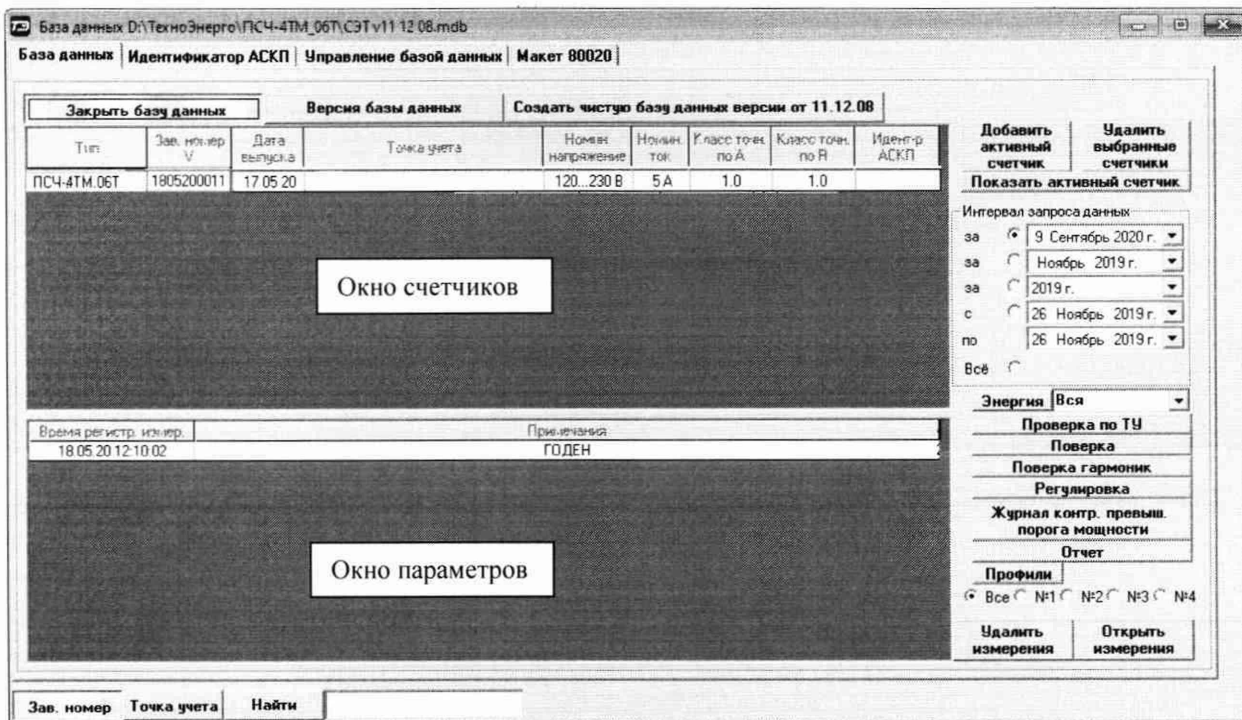 База данных D:\ТехноЭнерго\ПСЧ-4ТМ_06Т\СЭТ v11 12 08.mdb
База данных Идентификатор АСКП Управление базой данных Макет 80020
Закрыть базу данных Версия базы данных Создать чистую базу данных версии от 11.12.08
Тип Зав. номер V Дата выпуска Точка учета Номин. напряжение Номин. ток Класс точн. по А Класс точн. по R Идент-р АСКП
ПСЧ-4ТМ.06Т 1805200011 17 05 20 120...230 В 5 А 1.0 1.0
Окно счетчиков
Время регистр. измер. Примечания
18 05 20 12:10:02 ГОДЕН
Окно параметров
Добавить активный счетчик
Удалить выбранные счетчики
Показать активный счетчик
Интервал запроса данных
за 9 Сентябрь 2020 г.
за Ноябрь 2019 г.
за 2019 г.
с 26 Ноябрь 2019 г.
по 26 Ноябрь 2019 г.
Всё
Энергия Вся
Проверка по ТУ
Поверка
Поверка гармоник
Регулировка
Журнал контр. превыш.
порога мощности
Отчет
Профили
Все №1 №2 №3 №4
Удалить измерения
Открыть измерения
Зав. номер Точка учета Найти